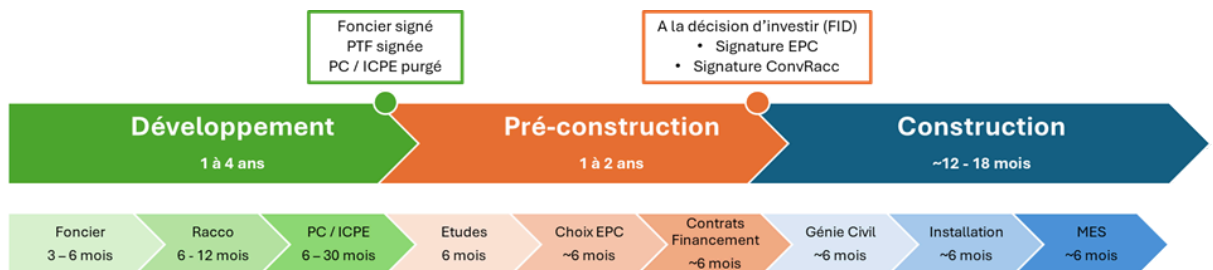 Foncier signé
PTF signée
PC / ICPE purgé
A la décision d’investir (FID)
• Signature EPC
• Signature ConvRacc
Développement
1 à 4 ans
Pré-construction
1 à 2 ans
Construction
~12 - 18 mois
Foncier
3 – 6 mois
Racco
6 - 12 mois
PC / ICPE
6 – 30 mois
Etudes
6 mois
Choix EPC
~6 mois
Contrats
Financement
~6 mois
Génie Civil
~6 mois
Installation
~6 mois
MES
~6 mois